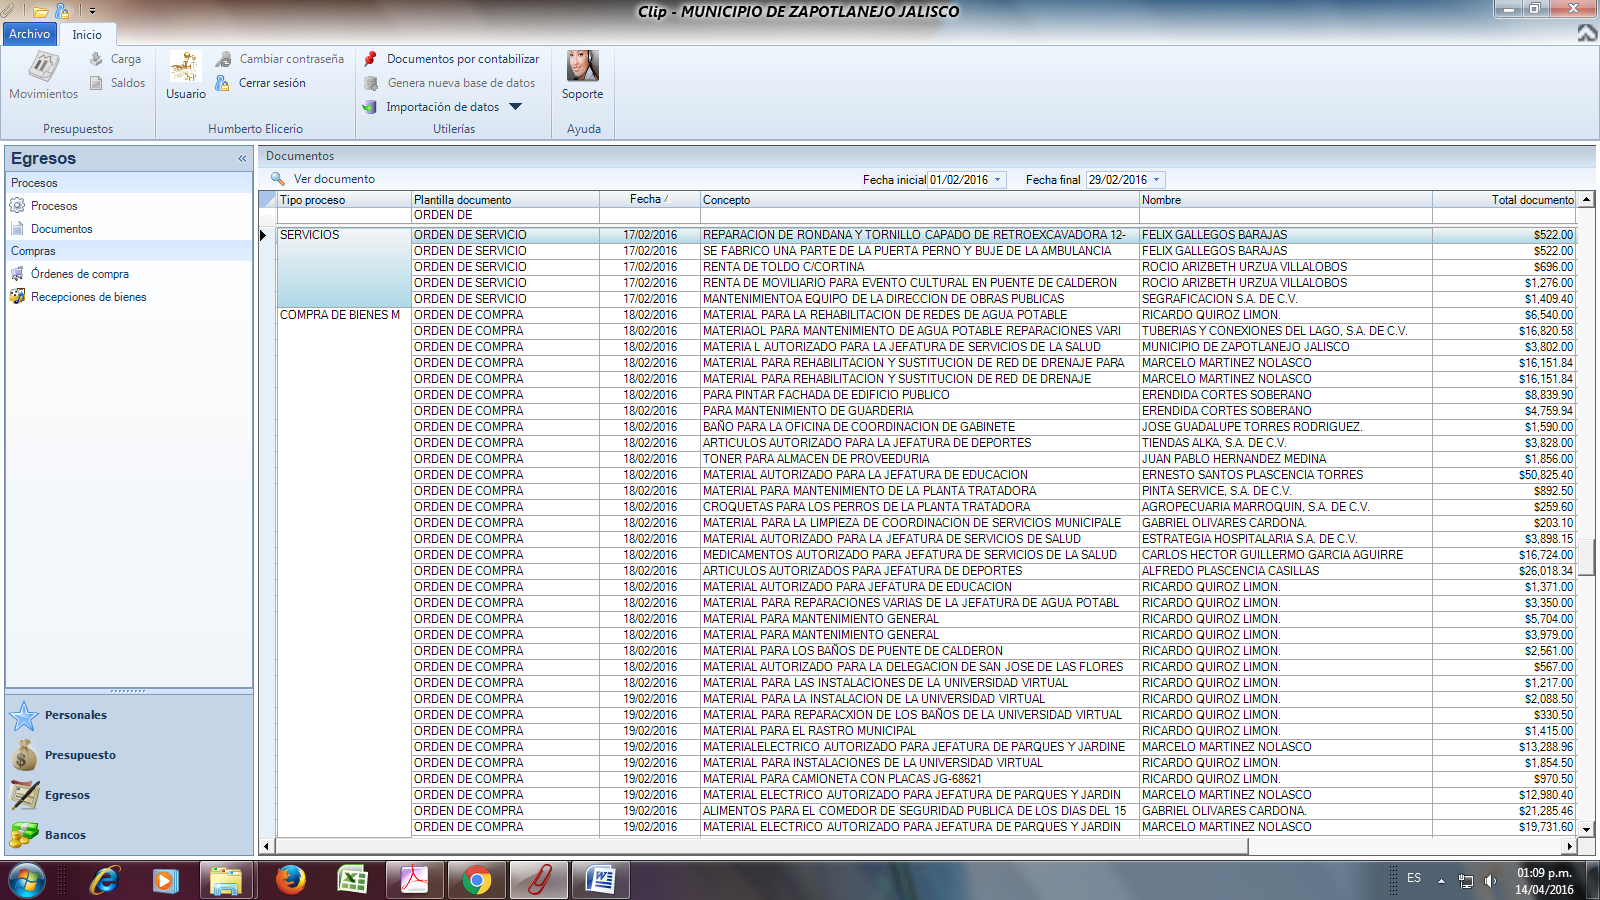 Clip - MUNICIPIO DE ZAPOTLANEJO JALISCO
Archivo Inicio
Movimientos Carga Saldos
Presupuestos
Usuario Cambiar contraseña Cerrar sesión
Humberto Elicerio
Documentos por contabilizar
Genera nueva base de datos
Importación de datos
Utilerías
Soporte
Ayuda
Egresos «
Procesos
Procesos
Documentos
Compras
Órdenes de compra
Recepciones de bienes
Personales
Presupuesto
Egresos
Bancos
Documentos
Ver documento Fecha inicial 01/02/2016 Fecha final 29/02/2016
Tipo proceso Plantilla documento Fecha / Concepto Nombre Total documento
ORDEN DE
SERVICIOS ORDEN DE SERVICIO 17/02/2016 REPARACION DE RONDANA Y TORNILLO CAPADO DE RETROEXCAVADORA 12- FELIX GALLEGOS BARAJAS $522.00
ORDEN DE SERVICIO 17/02/2016 SE FABRICO UNA PARTE DE LA PUERTA PERNO Y BUJE DE LA AMBULANCIA FELIX GALLEGOS BARAJAS $522.00
ORDEN DE SERVICIO 17/02/2016 RENTA DE TOLDO C/CORTINA ROCIO ARIZBETH URZUA VILLALOBOS $696.00
ORDEN DE SERVICIO 17/02/2016 RENTA DE MOVILIARIO PARA EVENTO CULTURAL EN PUENTE DE CALDERON ROCIO ARIZBETH URZUA VILLALOBOS $1,276.00
ORDEN DE SERVICIO 17/02/2016 MANTENIMIENTOA EQUIPO DE LA DIRECCION DE OBRAS PUBLICAS SEGRAFICACION S.A. DE C.V. $1,409.40
COMPRA DE BIENES M ORDEN DE COMPRA 18/02/2016 MATERIAL PARA LA REHABILITACION DE REDES DE AGUA POTABLE RICARDO QUIROZ LIMON. $6,540.00
ORDEN DE COMPRA 18/02/2016 MATERIAOL PARA MANTENIMIENTO DE AGUA POTABLE REPARACIONES VARI TUBERIAS Y CONEXIONES DEL LAGO, S.A. DE C.V. $16,820.58
ORDEN DE COMPRA 18/02/2016 MATERIA L AUTORIZADO PARA LA JEFATURA DE SERVICIOS DE LA SALUD MUNICIPIO DE ZAPOTLANEJO JALISCO $3,802.00
ORDEN DE COMPRA 18/02/2016 MATERIAL PARA REHABILITACION Y SUSTITUCION DE RED DE DRENAJE PARA MARCELO MARTINEZ NOLASCO $16,151.84
ORDEN DE COMPRA 18/02/2016 MATERIAL PARA REHABILITACION Y SUSTITUCION DE RED DE DRENAJE MARCELO MARTINEZ NOLASCO $16,151.84
ORDEN DE COMPRA 18/02/2016 PARA PINTAR FACHADA DE EDIFICIO PUBLICO ERENDIDA CORTES SOBERANO $8,839.90
ORDEN DE COMPRA 18/02/2016 PARA MANTENIMIENTO DE GUARDERIA ERENDIDA CORTES SOBERANO $4,759.94
ORDEN DE COMPRA 18/02/2016 BAÑO PARA LA OFICINA DE COORDINACION DE GABINETE JOSE GUADALUPE TORRES RODRIGUEZ. $1,590.00
ORDEN DE COMPRA 18/02/2016 ARTICULOS AUTORIZADO PARA LA JEFATURA DE DEPORTES TIENDAS ALKA, S.A. DE C.V. $3,828.00
ORDEN DE COMPRA 18/02/2016 TONER PARA ALMACEN DE PROVEEDURIA JUAN PABLO HERNANDEZ MEDINA $1,856.00
ORDEN DE COMPRA 18/02/2016 MATERIAL AUTORIZADO PARA LA JEFATURA DE EDUCACION ERNESTO SANTOS PLASCENCIA TORRES $50,825.40
ORDEN DE COMPRA 18/02/2016 MATERIAL PARA MANTENIMIENTO DE LA PLANTA TRATADORA PINTA SERVICE, S.A. DE C.V. $892.50
ORDEN DE COMPRA 18/02/2016 CROQUETAS PARA LOS PERROS DE LA PLANTA TRATADORA AGROPECUARIA MARROQUIN, S.A. DE C.V. $259.60
ORDEN DE COMPRA 18/02/2016 MATERIAL PARA LA LIMPIEZA DE COORDINACION DE SERVICIOS MUNICIPALE GABRIEL OLIVARES CARDONA. $203.10
ORDEN DE COMPRA 18/02/2016 MATERIAL AUTORIZADO PARA LA JEFATURA DE SERVICIOS DE SALUD ESTRATEGIA HOSPITALARIA S.A. DE C.V. $3,898.15
ORDEN DE COMPRA 18/02/2016 MEDICAMENTOS AUTORIZADO PARA JEFATURA DE SERVICIOS DE LA SALUD CARLOS HECTOR GUILLERMO GARCIA AGUIRRE $16,724.00
ORDEN DE COMPRA 18/02/2016 ARTICULOS AUTORIZADOS PARA JEFATURA DE DEPORTES ALFREDO PLASCENCIA CASILLAS $26,018.34
ORDEN DE COMPRA 18/02/2016 MATERIAL AUTORIZADO PARA JEFATURA DE EDUCACION RICARDO QUIROZ LIMON. $1,371.00
ORDEN DE COMPRA 18/02/2016 MATERIAL PARA REPARACIONES VARIAS DE LA JEFATURA DE AGUA POTABL RICARDO QUIROZ LIMON. $3,350.00
ORDEN DE COMPRA 18/02/2016 MATERIAL PARA MANTENIMIENTO GENERAL RICARDO QUIROZ LIMON. $5,704.00
ORDEN DE COMPRA 18/02/2016 MATERIAL PARA MANTENIMIENTO GENERAL RICARDO QUIROZ LIMON. $3,979.00
ORDEN DE COMPRA 18/02/2016 MATERIAL PARA LOS BAÑOS DE PUENTE DE CALDERON RICARDO QUIROZ LIMON. $2,561.00
ORDEN DE COMPRA 18/02/2016 MATERIAL AUTORIZADO PARA LA DELEGACION DE SAN JOSE DE LAS FLORES RICARDO QUIROZ LIMON. $567.00
ORDEN DE COMPRA 18/02/2016 MATERIAL PARA LAS INSTALACIONES DE LA UNIVERSIDAD VIRTUAL RICARDO QUIROZ LIMON. $1,217.00
ORDEN DE COMPRA 19/02/2016 MATERIAL PARA LA INSTALACION DE LA UNIVERSIDAD VIRTUAL RICARDO QUIROZ LIMON. $2,088.50
ORDEN DE COMPRA 19/02/2016 MATERIAL PARA REPARACXION DE LOS BAÑOS DE LA UNIVERSIDAD VIRTUAL RICARDO QUIROZ LIMON. $330.50
ORDEN DE COMPRA 19/02/2016 MATERIAL PARA EL RASTRO MUNICIPAL RICARDO QUIROZ LIMON. $1,415.00
ORDEN DE COMPRA 19/02/2016 MATERIALELECTRICO AUTORIZADO PARA JEFATURA DE PARQUES Y JARDINE MARCELO MARTINEZ NOLASCO $13,288.96
ORDEN DE COMPRA 19/02/2016 MATERIAL PARA INSTALACIONES DE LA UNIVERSIDAD VIRTUAL RICARDO QUIROZ LIMON. $1,854.50
ORDEN DE COMPRA 19/02/2016 MATERIAL PARA CAMIONETA CON PLACAS JG-68621 RICARDO QUIROZ LIMON. $970.50
ORDEN DE COMPRA 19/02/2016 MATERIAL ELECTRICO AUTORIZADO PARA JEFATURA DE PARQUES Y JARDIN MARCELO MARTINEZ NOLASCO $12,980.40
ORDEN DE COMPRA 19/02/2016 ALIMENTOS PARA EL COMEDOR DE SEGURIDAD PUBLICA DE LOS DIAS DEL 15 GABRIEL OLIVARES CARDONA. $21,285.46
ORDEN DE COMPRA 19/02/2016 MATERIAL ELECTRICO AUTORIZADO PARA JEFATURA DE PARQUES Y JARDIN MARCELO MARTINEZ NOLASCO $19,731.60
ES 01:09 p.m.
14/04/2016